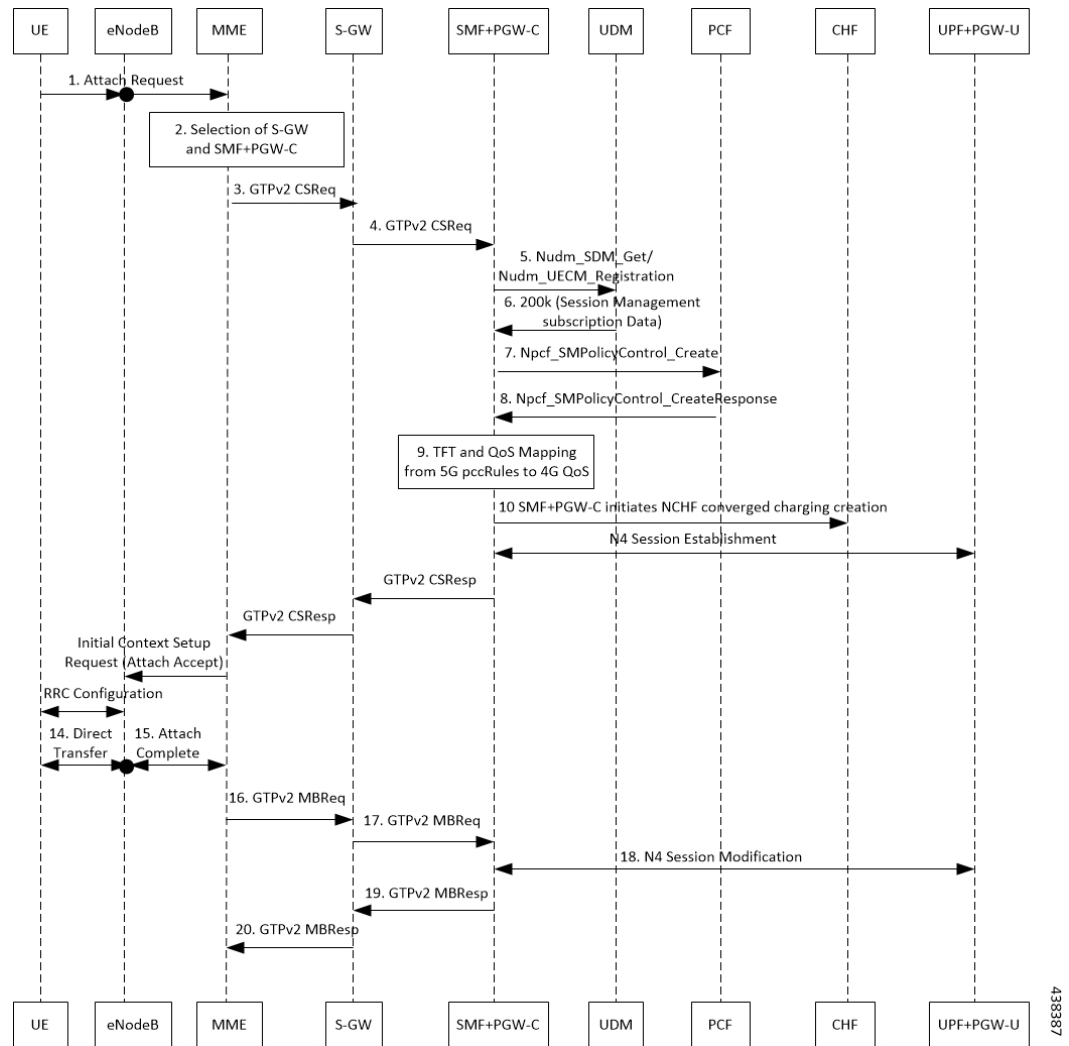 UE
eNodeB
MME
S-GW
SMF+PGW-C
UDM
PCF
CHF
UPF+PGW-U
1. Attach Request
2. Selection of S-GW
and SMF+PGW-C
3. GTPv2 CSReq
4. GTPv2 CSReq
5. Nudm_SDM_Get/
Nudm_UECM_Registration
6. 200k (Session Management
subscription Data)
7. Npcf_SMPolicyControl_Create
8. Npcf_SMPolicyControl_CreateResponse
9. TFT and QoS Mapping
from 5G pccRules to 4G QoS
10 SMF+PGW-C initiates NCHF converged charging creation
N4 Session Establishment
GTPv2 CSResp
GTPv2 CSResp
Initial Context Setup
Request (Attach Accept)
RRC Configuration
14. Direct
Transfer
15. Attach
Complete
16. GTPv2 MBReq
17. GTPv2 MBReq
18. N4 Session Modification
19. GTPv2 MBResp
20. GTPv2 MBResp
UE
eNodeB
MME
S-GW
SMF+PGW-C
UDM
PCF
CHF
UPF+PGW-U
438387